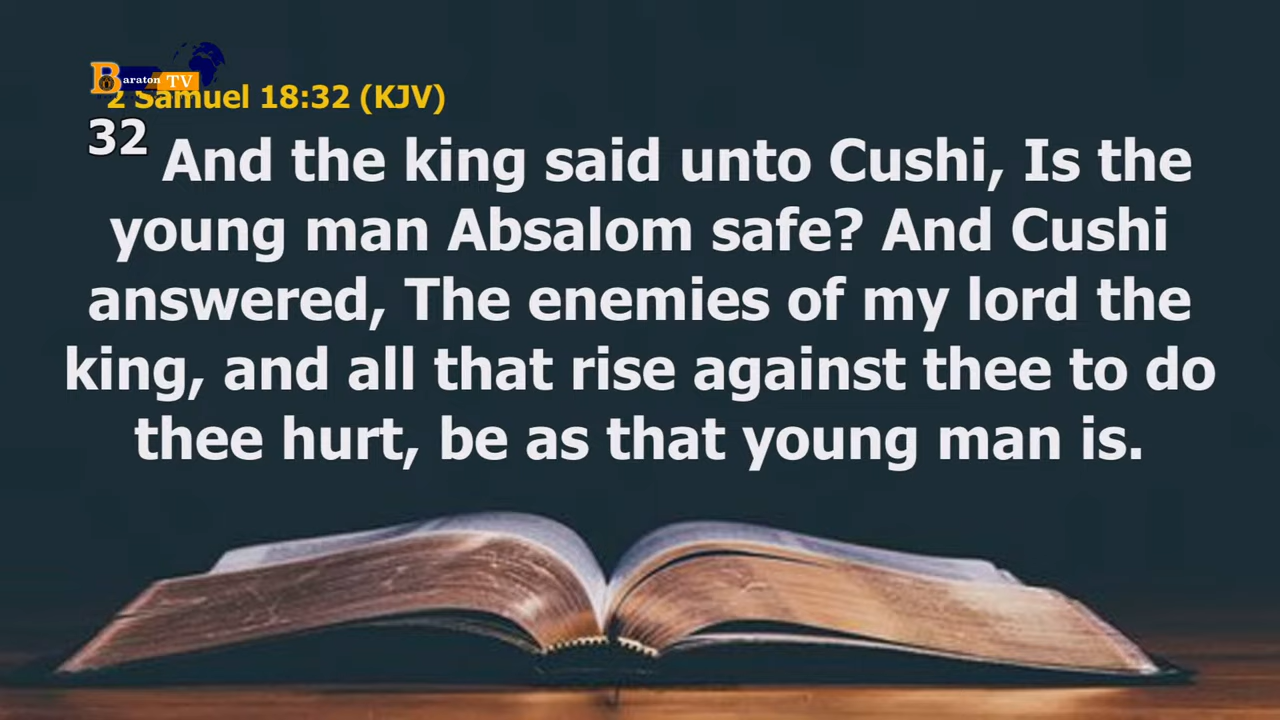 Baraton TV
2 Samuel 18:32 (KJV)
32 And the king said unto Cushi, Is the
young man Absalom safe? And Cushi
answered, The enemies of my lord the
king, and all that rise against thee to do
thee hurt, be as that young man is.